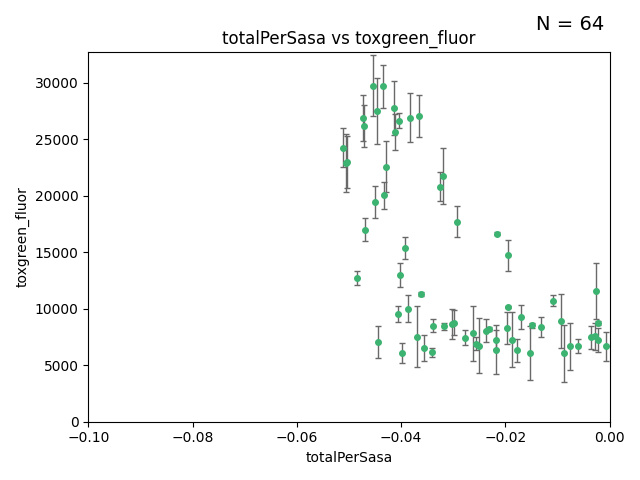 N = 64
totalPerSasa vs toxgreen_fluor
toxgreen_fluor
30000
25000
20000
15000
10000
5000
0
−0.10 −0.08 −0.06 −0.04 −0.02 0.00
totalPerSasa